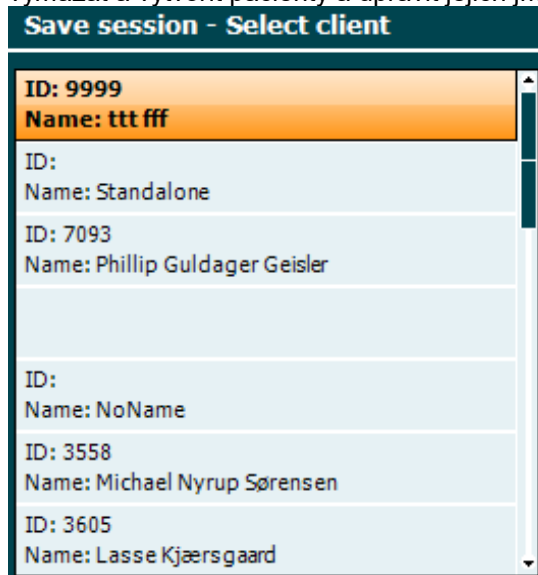 Save session - Select client
ID: 9999
Name: ttt fff
ID:
Name: Standalone
ID: 7093
Name: Phillip Guldager Geisler
ID:
Name: NoName
ID: 3558
Name: Michael Nyrup Sørensen
ID: 3605
Name: Lasse Kjærsgaard